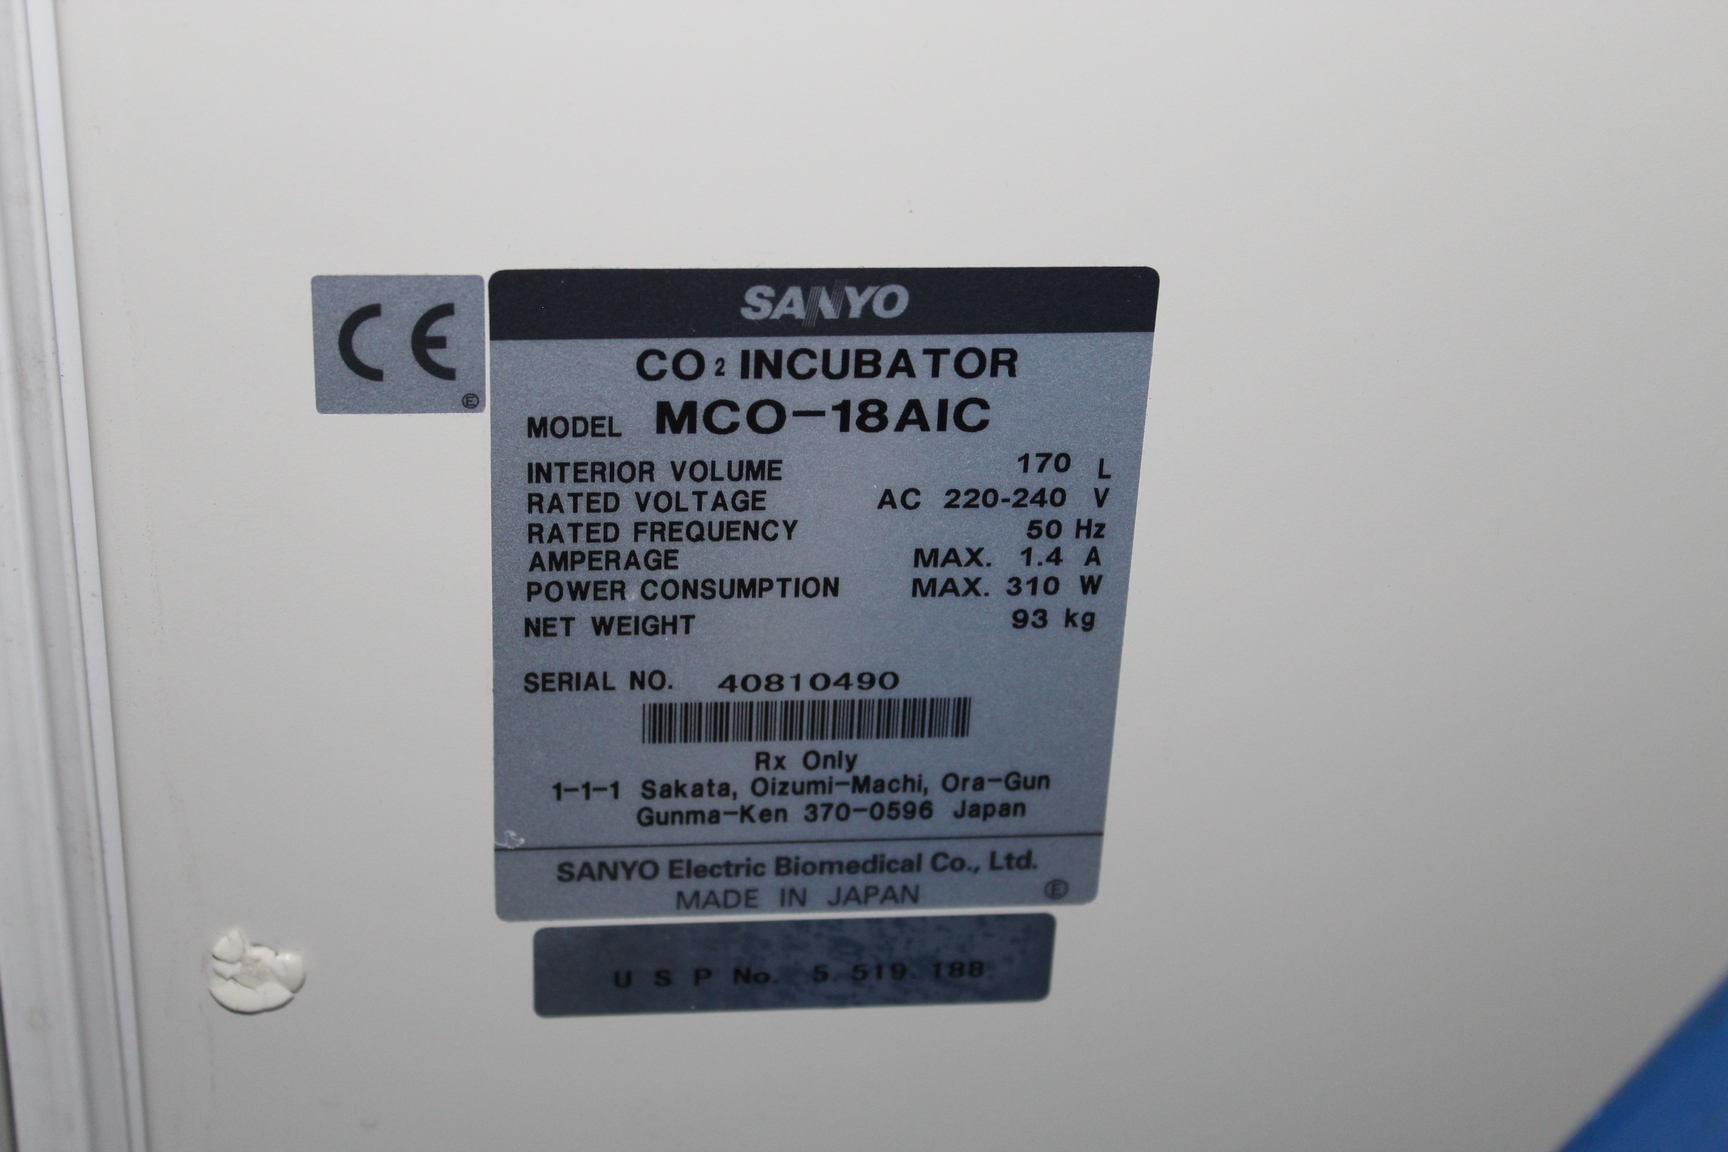 CE
E
SANYO
CO2 INCUBATOR
MODEL MCO-18AIC
INTERIOR VOLUME 170 L
RATED VOLTAGE AC 220-240 V
RATED FREQUENCY 50 Hz
AMPERAGE MAX. 1.4 A
POWER CONSUMPTION MAX. 310 W
NET WEIGHT 93 kg
SERIAL NO. 40810490
Rx Only
1-1-1 Sakata, Oizumi-Machi, Ora-Gun
Gunma-Ken 370-0596 Japan
SANYO Electric Biomedical Co., Ltd.
MADE IN JAPAN E
U S P No. 5. 519. 188